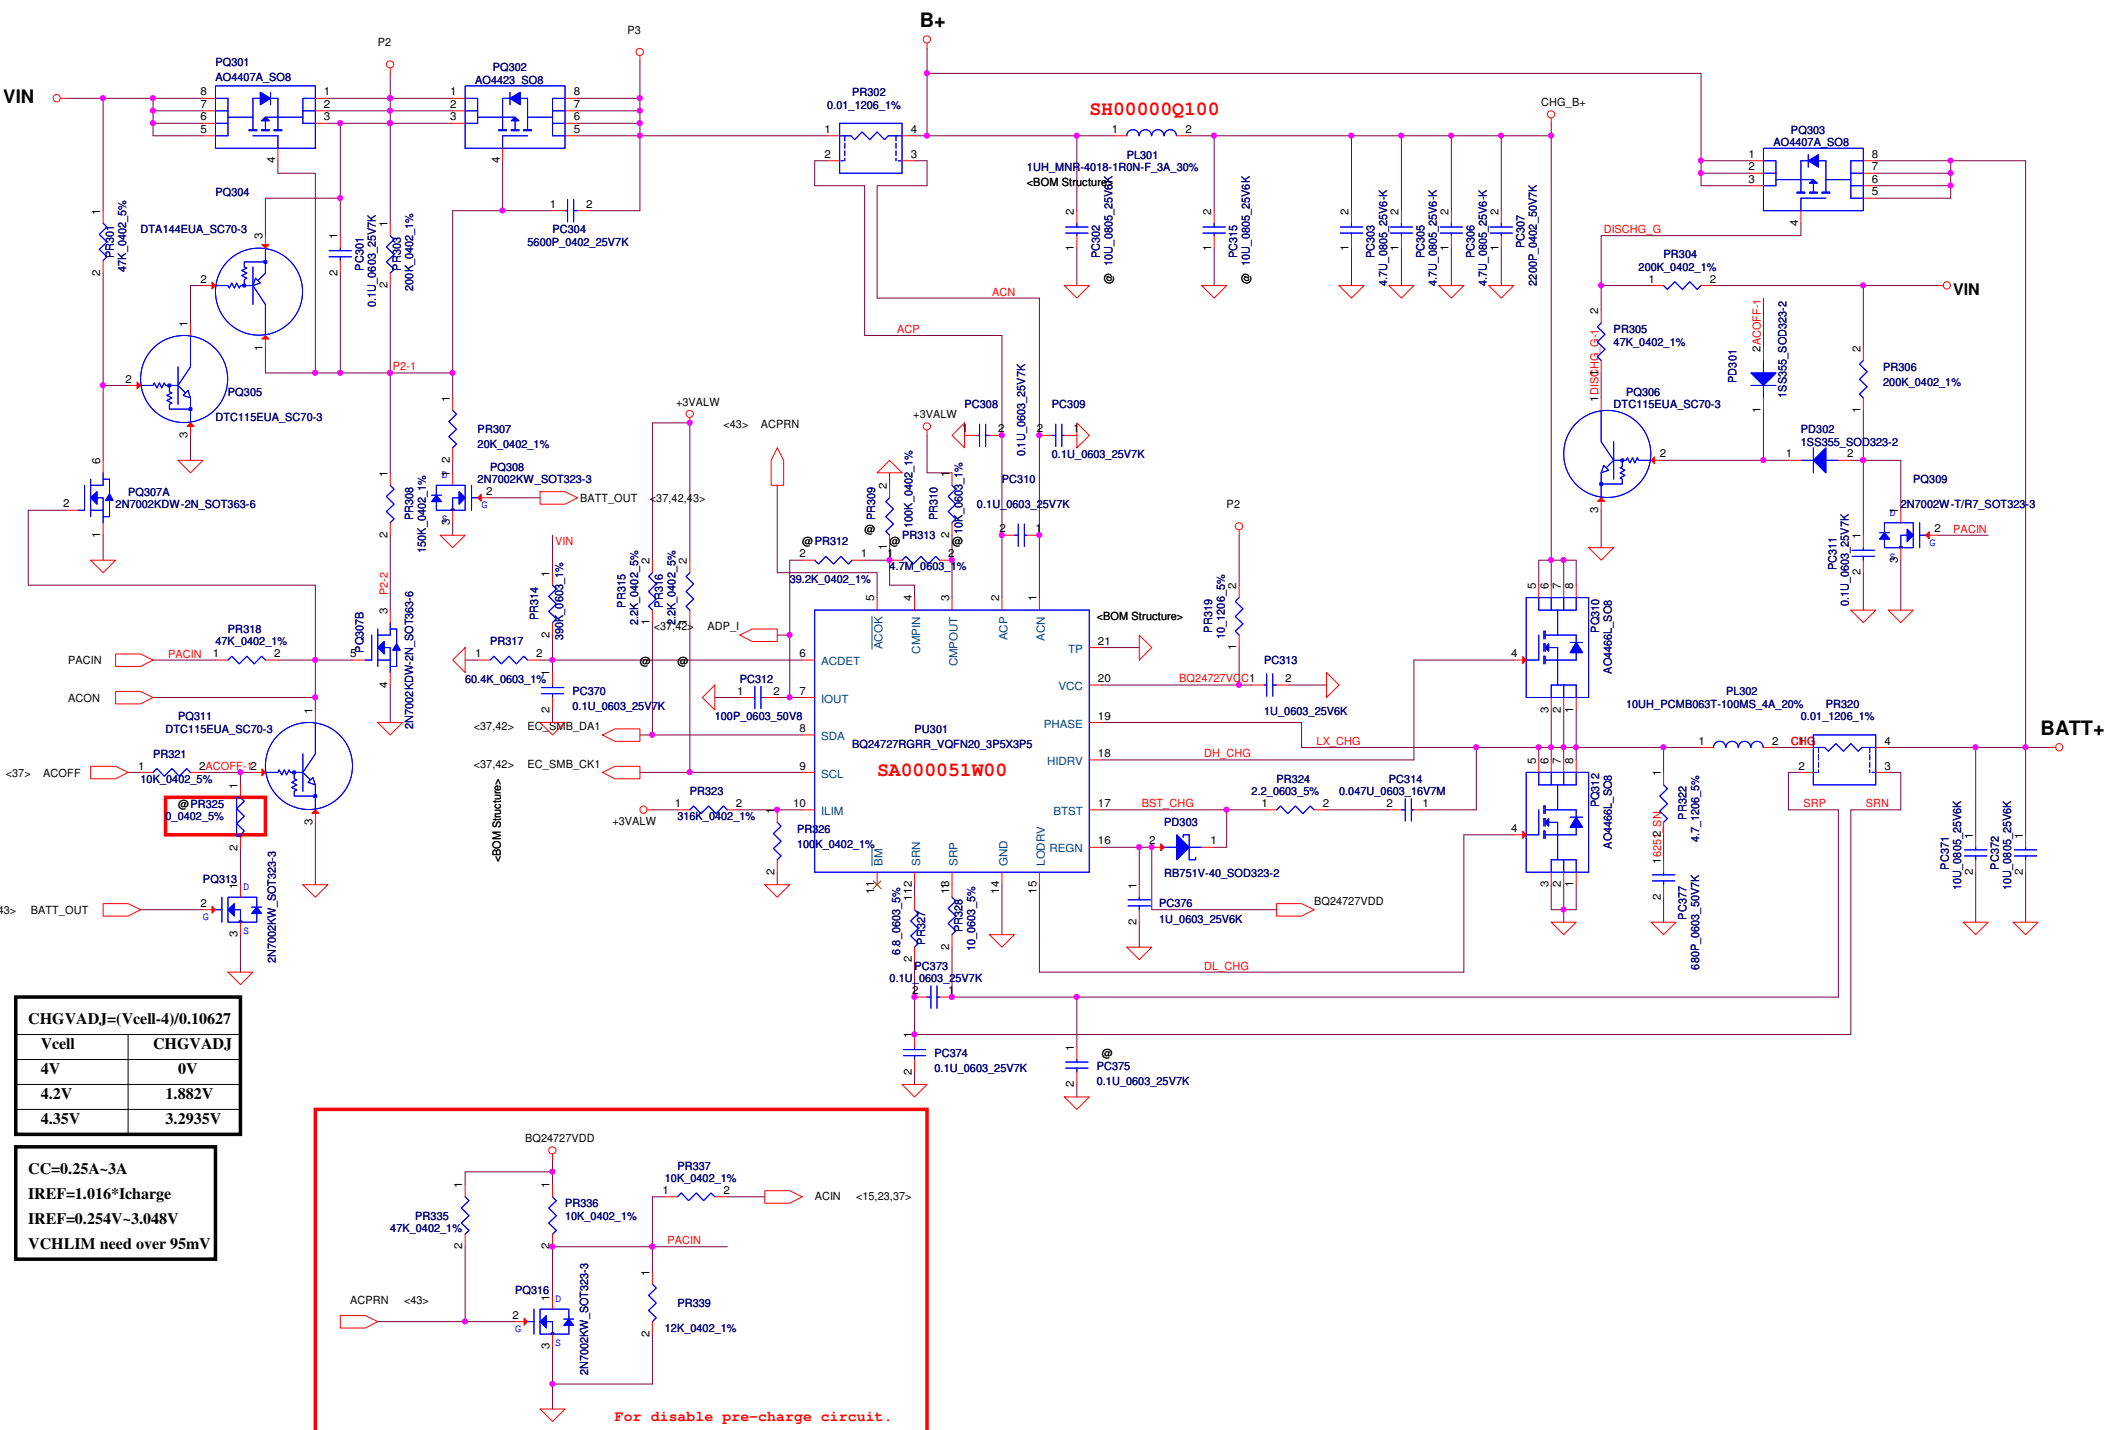 B+
P2
P3
VIN
PQ301
AO4407A_SO8
PQ302
AO4423_SO8
PR302
0.01_1206_1%
SH00000Q100
PL301
1UH_MNR-4018-1R0N-F_3A_30%
<BOM Structure>
CHG_B+
PQ303
AO4407A_SO8
PR301
47K_0402_5%
PQ304
DTA144EUA_SC70-3
PC301
0.1U_0603_25V7K
PR303
200K_0402_1%
PC304
5600P_0402_25V7K
PC302
10U_0805_25V6K
@
PC315
10U_0805_25V6K
@
PC303
4.7U_0805_25V6-K
PC305
4.7U_0805_25V6-K
PC306
4.7U_0805_25V6-K
PC307
2200P_0402_50V7K
DISCHG_G
PR304
200K_0402_1%
VIN
ACN
ACP
PR305
47K_0402_1%
DISCHG_G-1
PD301
1SS355_SOD323-2
ACOFF-1
PR306
200K_0402_1%
PQ306
DTC115EUA_SC70-3
PD302
1SS355_SOD323-2
PQ309
2N7002W-T/R7_SOT323-3
PACIN
PC311
0.1U_0603_25V7K
PQ305
DTC115EUA_SC70-3
P2-1
PR307
20K_0402_1%
PQ308
2N7002KW_SOT323-3
BATT_OUT <37,42,43>
+3VALW
<43> ACPRN
+3VALW
PC308
0.1U_0603_25V7K
PC309
0.1U_0603_25V7K
PC310
0.1U_0603_25V7K
PQ307A
2N7002KDW-2N_SOT363-6
PR308
150K_0402_1%
P2-2
PQ307B
2N7002KDW-2N_SOT363-6
VIN
PR314
390K_0603_1%
PR315
2.2K_0402_5%
@
PR316
2.2K_0402_5%
@
PR309
100K_0402_1%
@
PR310
10K_0603_1%
@
@ PR312
39.2K_0402_1%
@ PR313
4.7M_0603_1%
<37,42> ADP_I
PR317
60.4K_0603_1%
PC370
0.1U_0603_25V7K
PC312
100P_0603_50V8
<37,42> EC_SMB_DA1
<37,42> EC_SMB_CK1
<BOM Structure>
PR323
316K_0402_1%
+3VALW
PR326
100K_0402_1%
PR318
47K_0402_1%
PACIN
PACIN
ACON
PQ311
DTC115EUA_SC70-3
PR321
10K_0402_5%
<37> ACOFF
ACOFF-1
@PR325
0_0402_5%
PQ313
2N7002KW_SOT323-3
43> BATT_OUT
ACOK
CMPIN
CMPOUT
ACP
ACN
ACDET
IOUT
SDA
SCL
ILIM
BM
SRN
SRP
GND
LODRV
TP
VCC
PHASE
HIDRV
BTST
REGN
PU301
BQ24727RGRR_VQFN20_3P5X3P5
SA000051W00
<BOM Structure>
P2
PR319
10_1206_5%
BQ24727VCC
PC313
1U_0603_25V6K
LX_CHG
DH_CHG
BST_CHG
PR324
2.2_0603_5%
PC314
0.047U_0603_16V7M
PD303
RB751V-40_SOD323-2
PC376
1U_0603_25V6K
BQ24727VDD
DL_CHG
PQ310
AO4466L_SO8
PQ312
AO4466L_SO8
PL302
10UH_PCMB063T-100MS_4A_20%
PR320
0.01_1206_1%
CHG
BATT+
SRP
SRN
PR322
4.7_1206_5%
PC377
680P_0603_50V7K
PC371
10U_0805_25V6K
PC372
10U_0805_25V6K
PR327
6.8_0603_5%
PR328
10_0603_5%
PC373
0.1U_0603_25V7K
PC374
0.1U_0603_25V7K
@
PC375
0.1U_0603_25V7K
CHGVADJ=(Vcell-4)/0.10627
Vcell CHGVADJ
4V 0V
4.2V 1.882V
4.35V 3.2935V
CC=0.25A~3A
IREF=1.016*Icharge
IREF=0.254V~3.048V
VCHLIM need over 95mV
BQ24727VDD
PR335
47K_0402_1%
PR336
10K_0402_1%
PR337
10K_0402_1%
ACIN <15,23,37>
PACIN
ACPRN <43>
PQ316
2N7002KW_SOT323-3
PR339
12K_0402_1%
For disable pre-charge circuit.